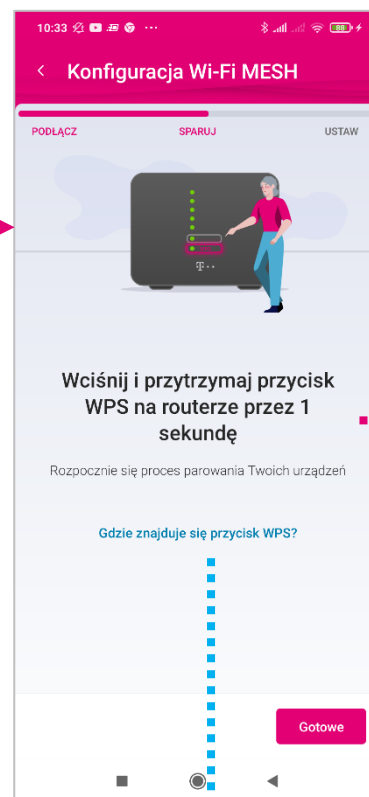 10:33
88
Konfiguracja Wi-Fi MESH
PODŁĄCZ SPARUJ USTAW
T
Wciśnij i przytrzymaj przycisk
WPS na routerze przez 1
sekundę
Rozpocznie się proces parowania Twoich urządzeń
Gdzie znajduje się przycisk WPS?
Gotowe